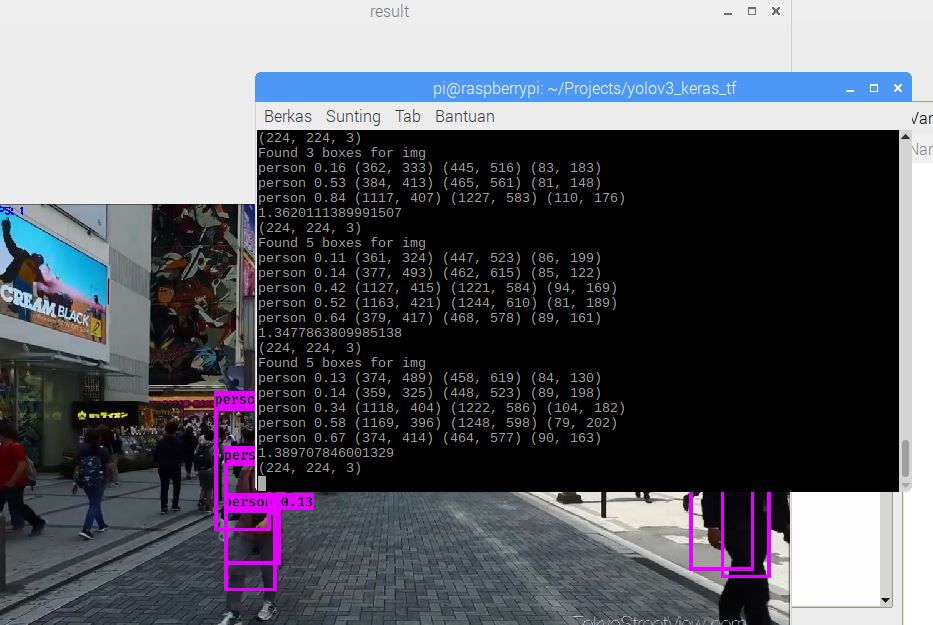 result
pi@raspberrypi: ~/Projects/yolov3_keras_tf
Berkas Sunting Tab Bantuan
(224, 224, 3)
Found 3 boxes for img
person 0.16 (362, 333) (445, 516) (83, 183)
person 0.53 (384, 413) (465, 561) (81, 148)
person 0.84 (1117, 407) (1227, 583) (110, 176)
1.3620111389991507
(224, 224, 3)
Found 5 boxes for img
person 0.11 (361, 324) (447, 523) (86, 199)
person 0.14 (377, 493) (462, 615) (85, 122)
person 0.42 (1127, 415) (1221, 584) (94, 169)
person 0.52 (1163, 421) (1244, 610) (81, 189)
person 0.64 (379, 417) (468, 578) (89, 161)
1.3477863809985138
(224, 224, 3)
Found 5 boxes for img
person 0.13 (374, 489) (458, 619) (84, 130)
person 0.14 (359, 325) (448, 523) (89, 198)
person 0.34 (1118, 404) (1222, 586) (104, 182)
person 0.58 (1169, 396) (1248, 598) (79, 202)
person 0.67 (374, 414) (464, 577) (90, 163)
1.389707846001329
(224, 224, 3)
CREAM BLACK
perso
pers
person 0.13
TokyoStreetView.com